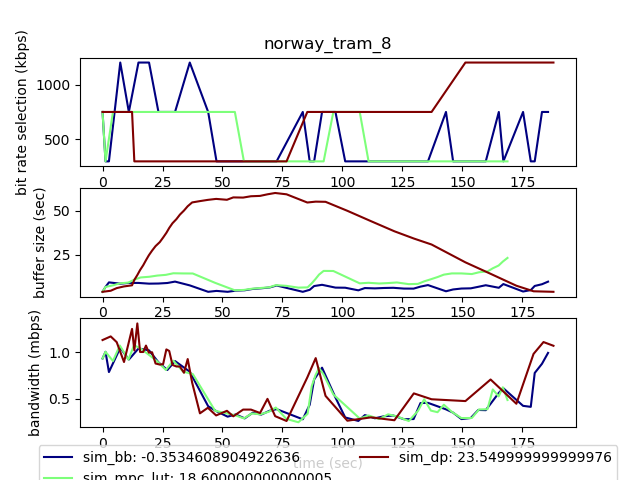 norway_tram_8
bit rate selection (kbps)
1000
500
0 25 50 75 100 125 150 175
buffer size (sec)
50
25
0 25 50 75 100 125 150 175
bandwidth (mbps)
1.0
0.5
0 25 50 75 100 125 150 175
time (sec)
sim_bb: -0.3534608904922636
sim_dp: 23.549999999999976
sim_mpc_lut: 18.600000000000005